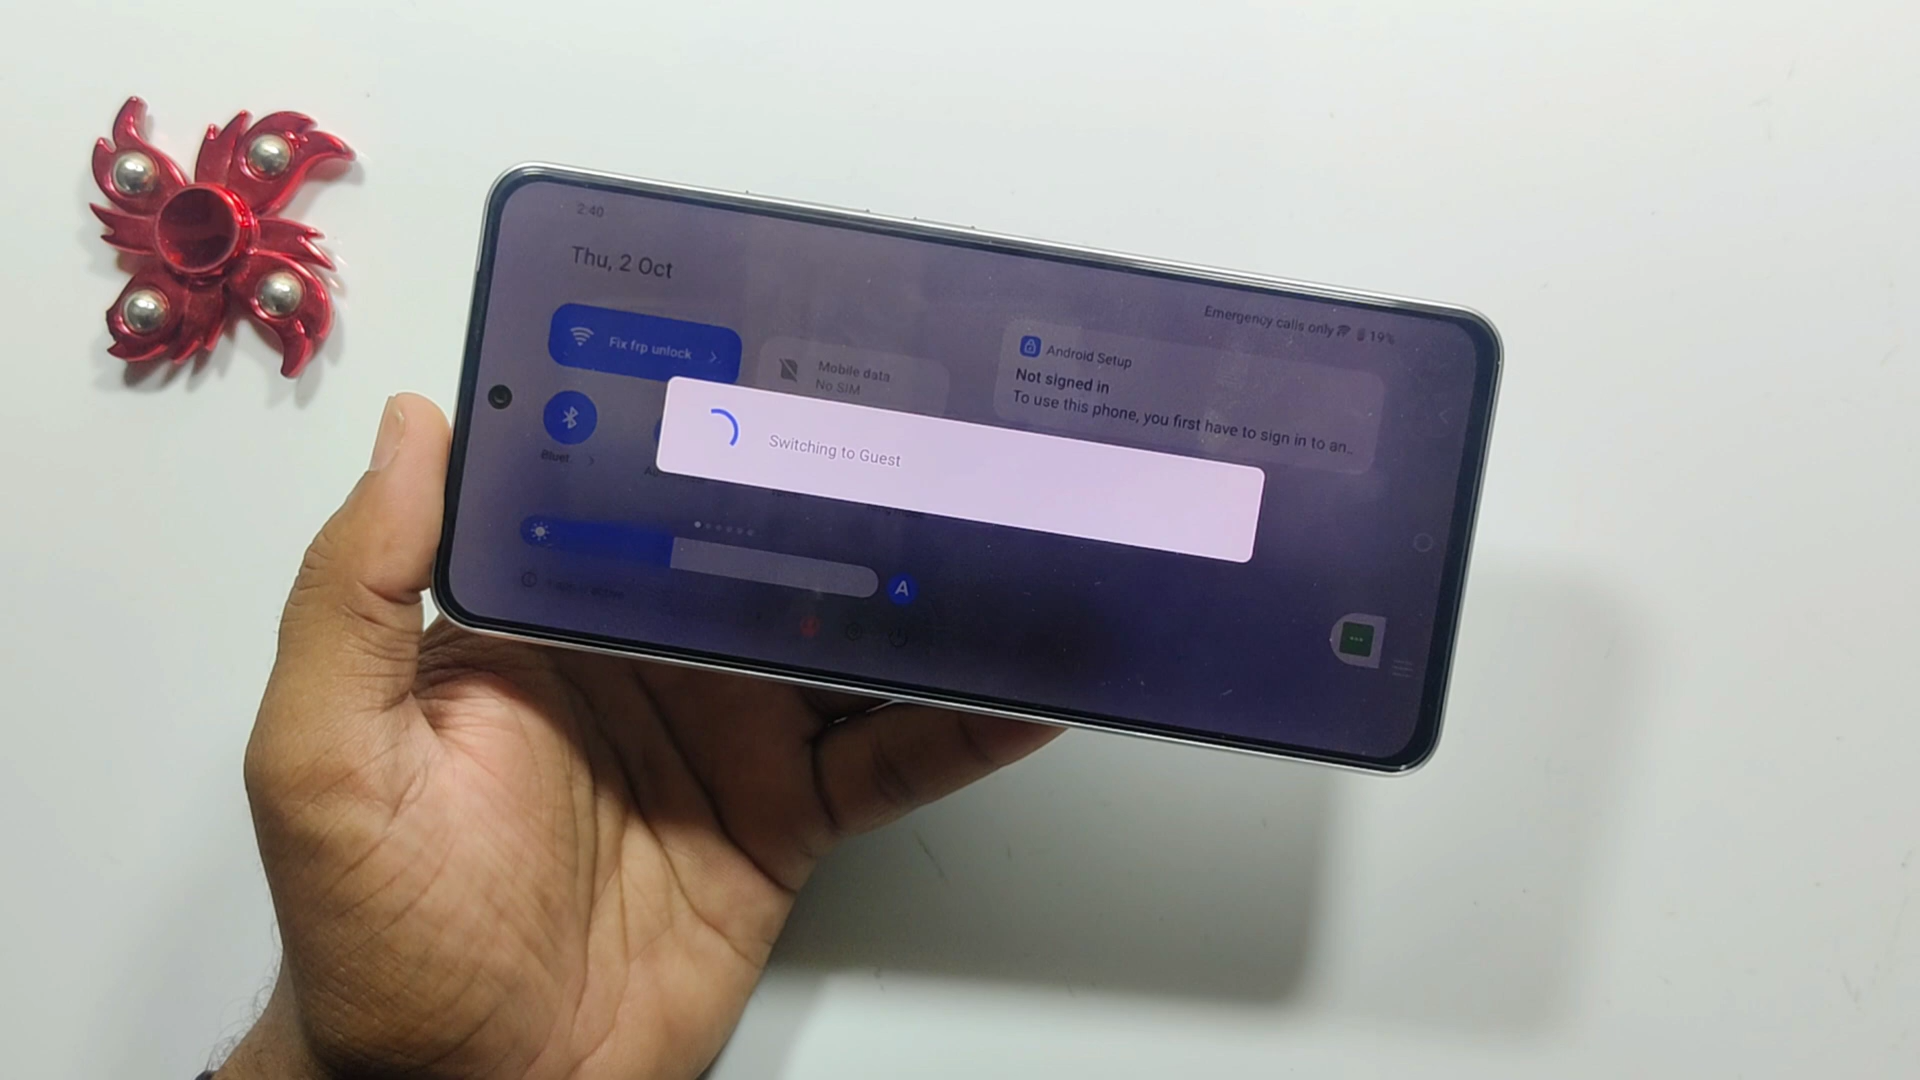 2:40
Thu, 2 Oct
Emergency calls only 19%
Fix frp unlock
Mobile data
No SIM
Android Setup
Not signed in
To use this phone, you first have to sign in to an..
Bluet.
Switching to Guest
A